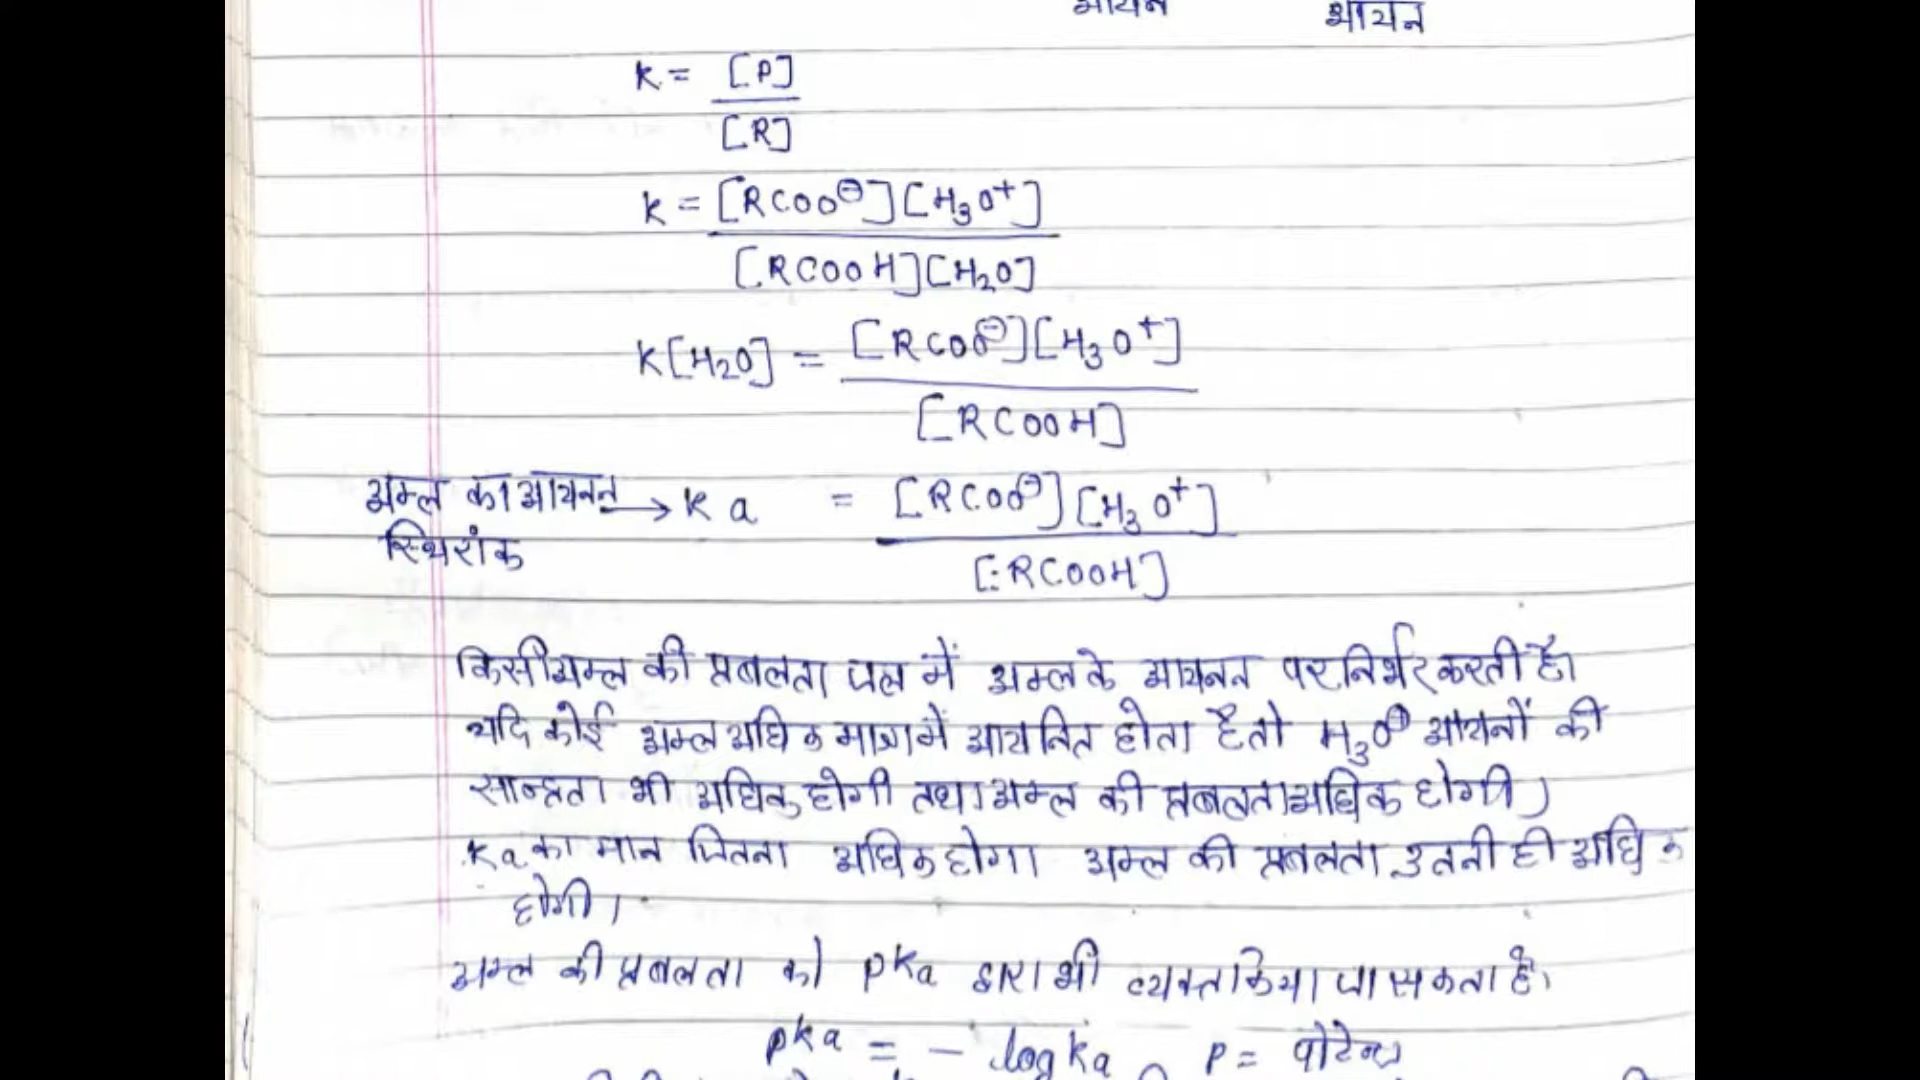 आयन आयन
K = [P]
[R]
K = [RCOO⊖][H₃O⁺]
[RCOOH][H₂O]
K[H₂O] = [RCOO⊖][H₃O⁺]
[RCOOH]
अम्ल का आयनन → Ka = [RCOO⊖][H₃O⁺]
स्थिरांक [RCOOH]
किसी अम्ल की प्रबलता जल में अम्ल के आयनन पर निर्भर करती है।
यदि कोई अम्ल अधिक मात्रा में आयनित होता है तो H₃O⊕ आयनों की
सान्द्रता भी अधिक होगी तथा अम्ल की प्रबलता अधिक होगी।
Ka का मान जितना अधिक होगा अम्ल की प्रबलता उतनी ही अधिक
होगी।
अम्ल की प्रबलता को pKa द्वारा भी व्यक्त किया जा सकता है।
pka = - log Ka P =